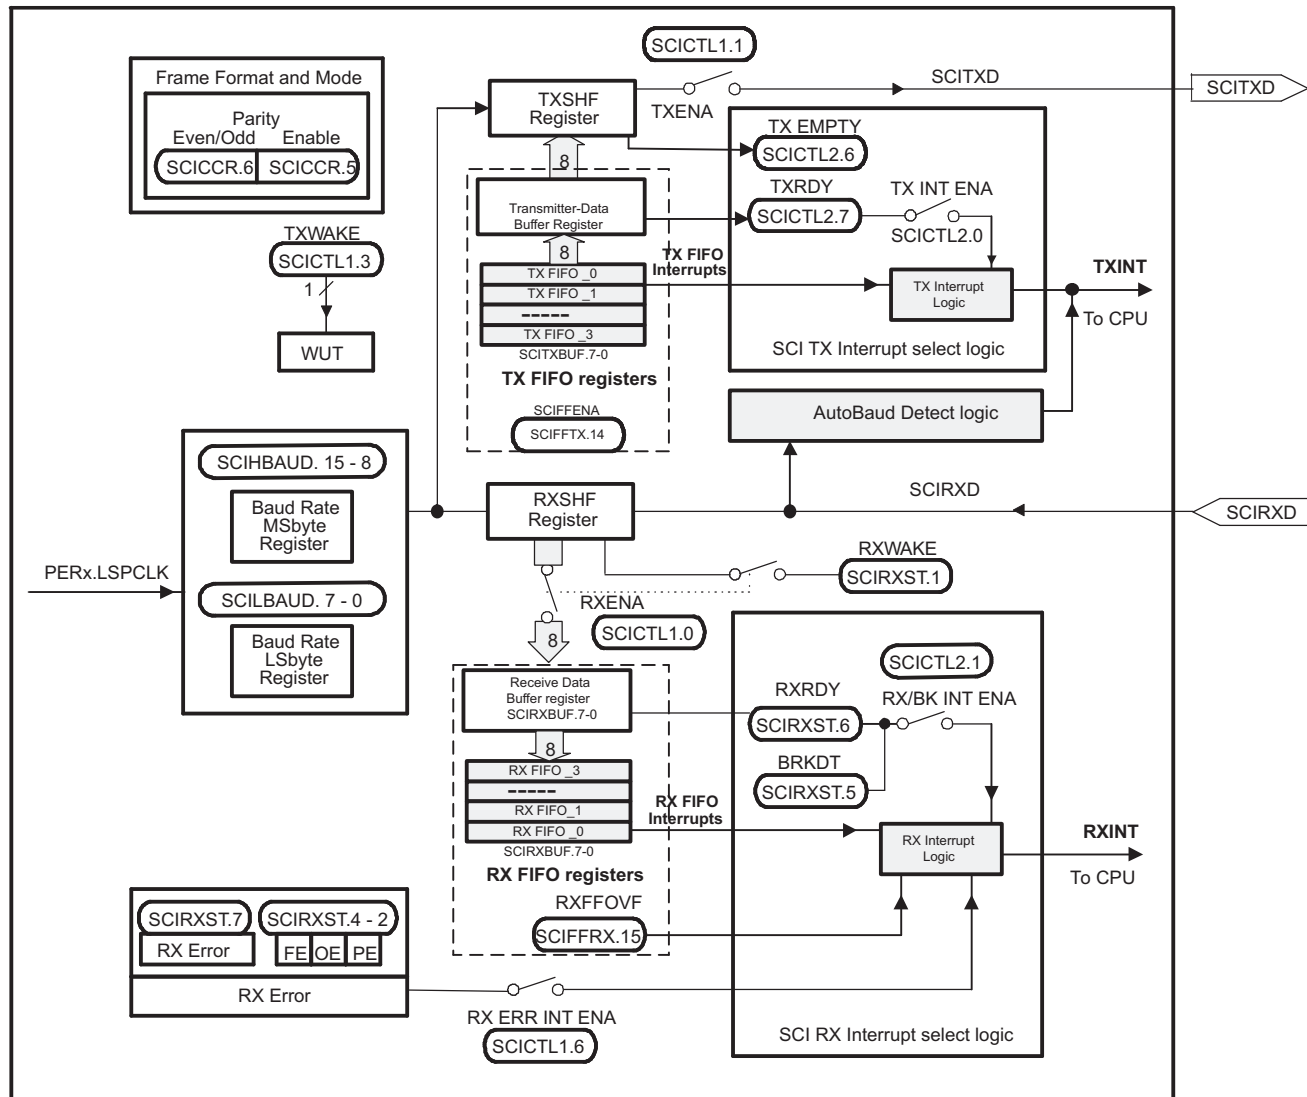 SCICTL1.1
Frame Format and Mode
Parity
Even/Odd Enable
SCICCR.6 SCICCR.5
TXSHF
Register
TXENA
SCITXD
SCITXD
TX EMPTY
SCICTL2.6
8
Transmitter-Data
Buffer Register
TXRDY
SCICTL2.7
TX INT ENA
SCICTL2.0
TXWAKE
SCICTL1.3
1
WUT
8
TX FIFO
Interrupts
TX FIFO _0
TX FIFO _1
-----
TX FIFO _3
SCITXBUF.7-0
TX FIFO registers
TX Interrupt
Logic
TXINT
To CPU
SCI TX Interrupt select logic
SCIFFENA
SCIFFTX.14
AutoBaud Detect logic
SCIHBAUD. 15 - 8
Baud Rate
MSbyte
Register
RXSHF
Register
SCIRXD
SCIRXD
PERx.LSPCLK
SCILBAUD. 7 - 0
Baud Rate
LSbyte
Register
RXWAKE
SCIRXST.1
RXENA
SCICTL1.0
8
Receive Data
Buffer register
SCIRXBUF.7-0
SCICTL2.1
RXRDY
RX/BK INT ENA
SCIRXST.6
BRKDT
SCIRXST.5
8
RX FIFO _3
-----
RX FIFO_1
RX FIFO _0
SCIRXBUF.7-0
RX FIFO registers
RX FIFO
Interrupts
RX Interrupt
Logic
RXINT
To CPU
RXFFOVF
SCIFFRX.15
SCIRXST.7 SCIRXST.4 - 2
RX Error FE OE PE
RX Error
RX ERR INT ENA
SCICTL1.6
SCI RX Interrupt select logic